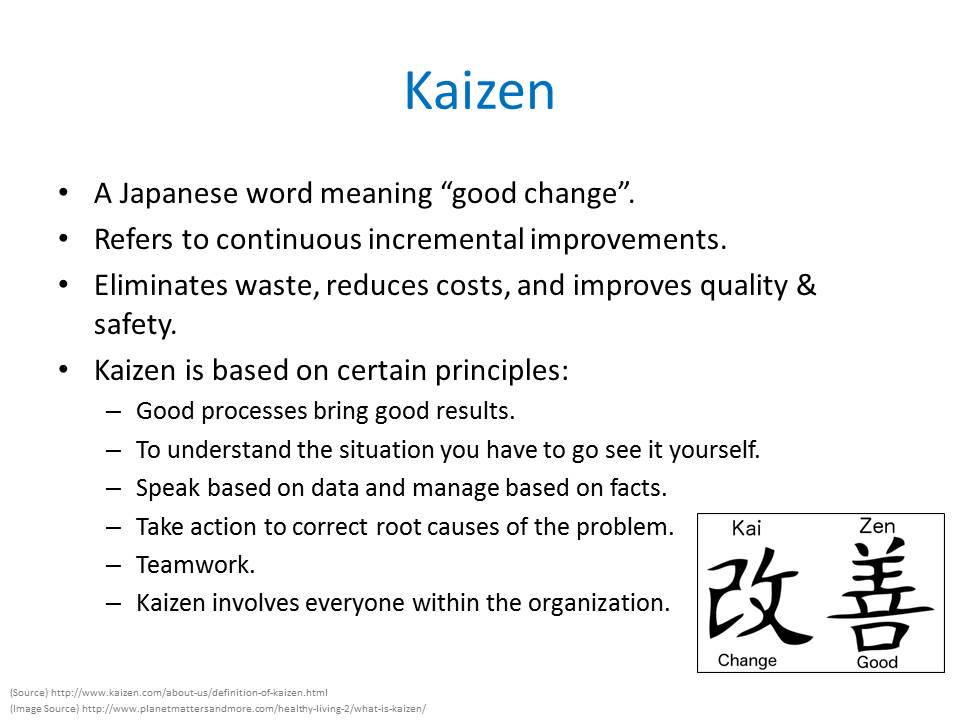 Kaizen
• A Japanese word meaning “good change”.
• Refers to continuous incremental improvements.
• Eliminates waste, reduces costs, and improves quality &
safety.
• Kaizen is based on certain principles:
– Good processes bring good results.
– To understand the situation you have to go see it yourself.
– Speak based on data and manage based on facts.
– Take action to correct root causes of the problem.
– Teamwork.
– Kaizen involves everyone within the organization.
Kai Zen
改善
Change Good
(Source) http://www.kaizen.com/about-us/definition-of-kaizen.html
(Image Source) http://www.planetmattersandmore.com/healthy-living-2/what-is-kaizen/